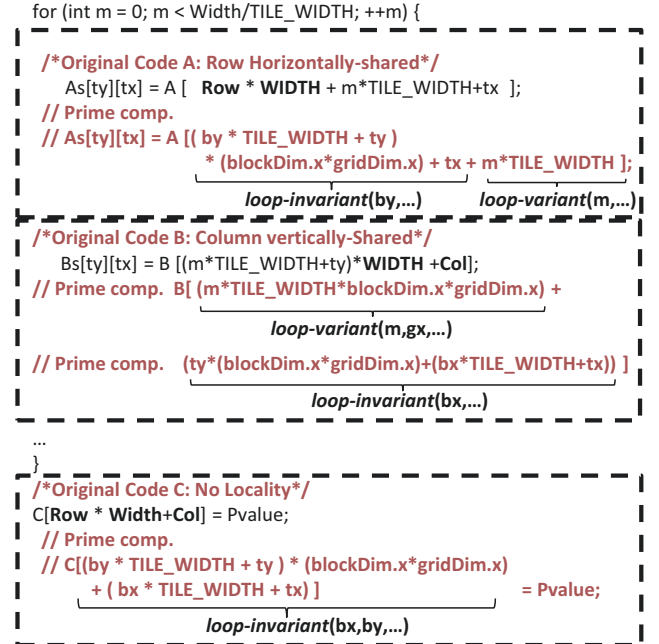 for (int m = 0; m < Width/TILE_WIDTH; ++m) {
/*Original Code A: Row Horizontally-shared*/
As[ty][tx] = A [ Row * WIDTH + m*TILE_WIDTH+tx ];
// Prime comp.
// As[ty][tx] = A [( by * TILE_WIDTH + ty )
* (blockDim.x*gridDim.x) + tx + m*TILE_WIDTH ];
loop-invariant(by,...) loop-variant(m,...)
/*Original Code B: Column vertically-Shared*/
Bs[ty][tx] = B [(m*TILE_WIDTH+ty)*WIDTH +Col];
// Prime comp. B[ (m*TILE_WIDTH*blockDim.x*gridDim.x) +
loop-variant(m,gx,...)
// Prime comp. (ty*(blockDim.x*gridDim.x)+(bx*TILE_WIDTH+tx)) ]
loop-invariant(bx,...)
...
}
/*Original Code C: No Locality*/
C[Row * Width+Col] = Pvalue;
// Prime comp.
// C[(by * TILE_WIDTH + ty ) * (blockDim.x*gridDim.x)
+ ( bx * TILE_WIDTH + tx) ] = Pvalue;
loop-invariant(bx,by,...)